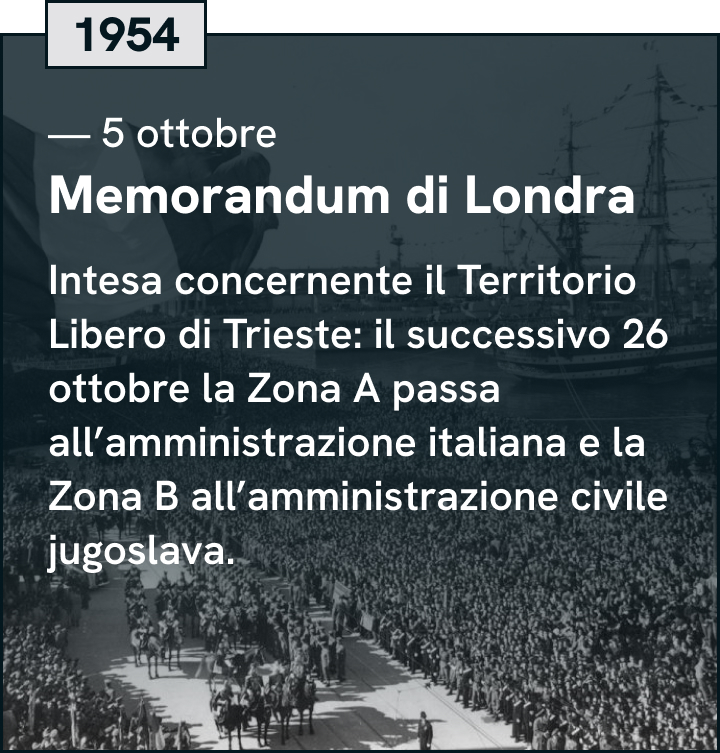 1954
— 5 ottobre
Memorandum di Londra
Intesa concernente il Territorio
Libero di Trieste: il successivo 26
ottobre la Zona A passa
all’amministrazione italiana e la
Zona B all’amministrazione civile
jugoslava.